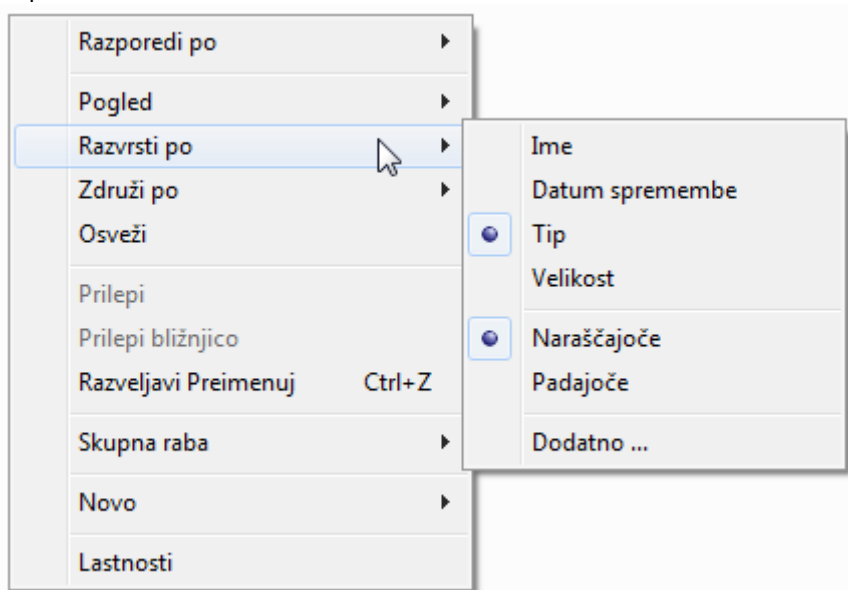 Razporedi po
Pogled
Razvrsti po
Združi po
Osveži
Prilepi
Prilepi bližnjico
Razveljavi Preimenuj Ctrl+Z
Skupna raba
Novo
Lastnosti
Ime
Datum spremembe
Tip
Velikost
Naraščajoče
Padajoče
Dodatno ...